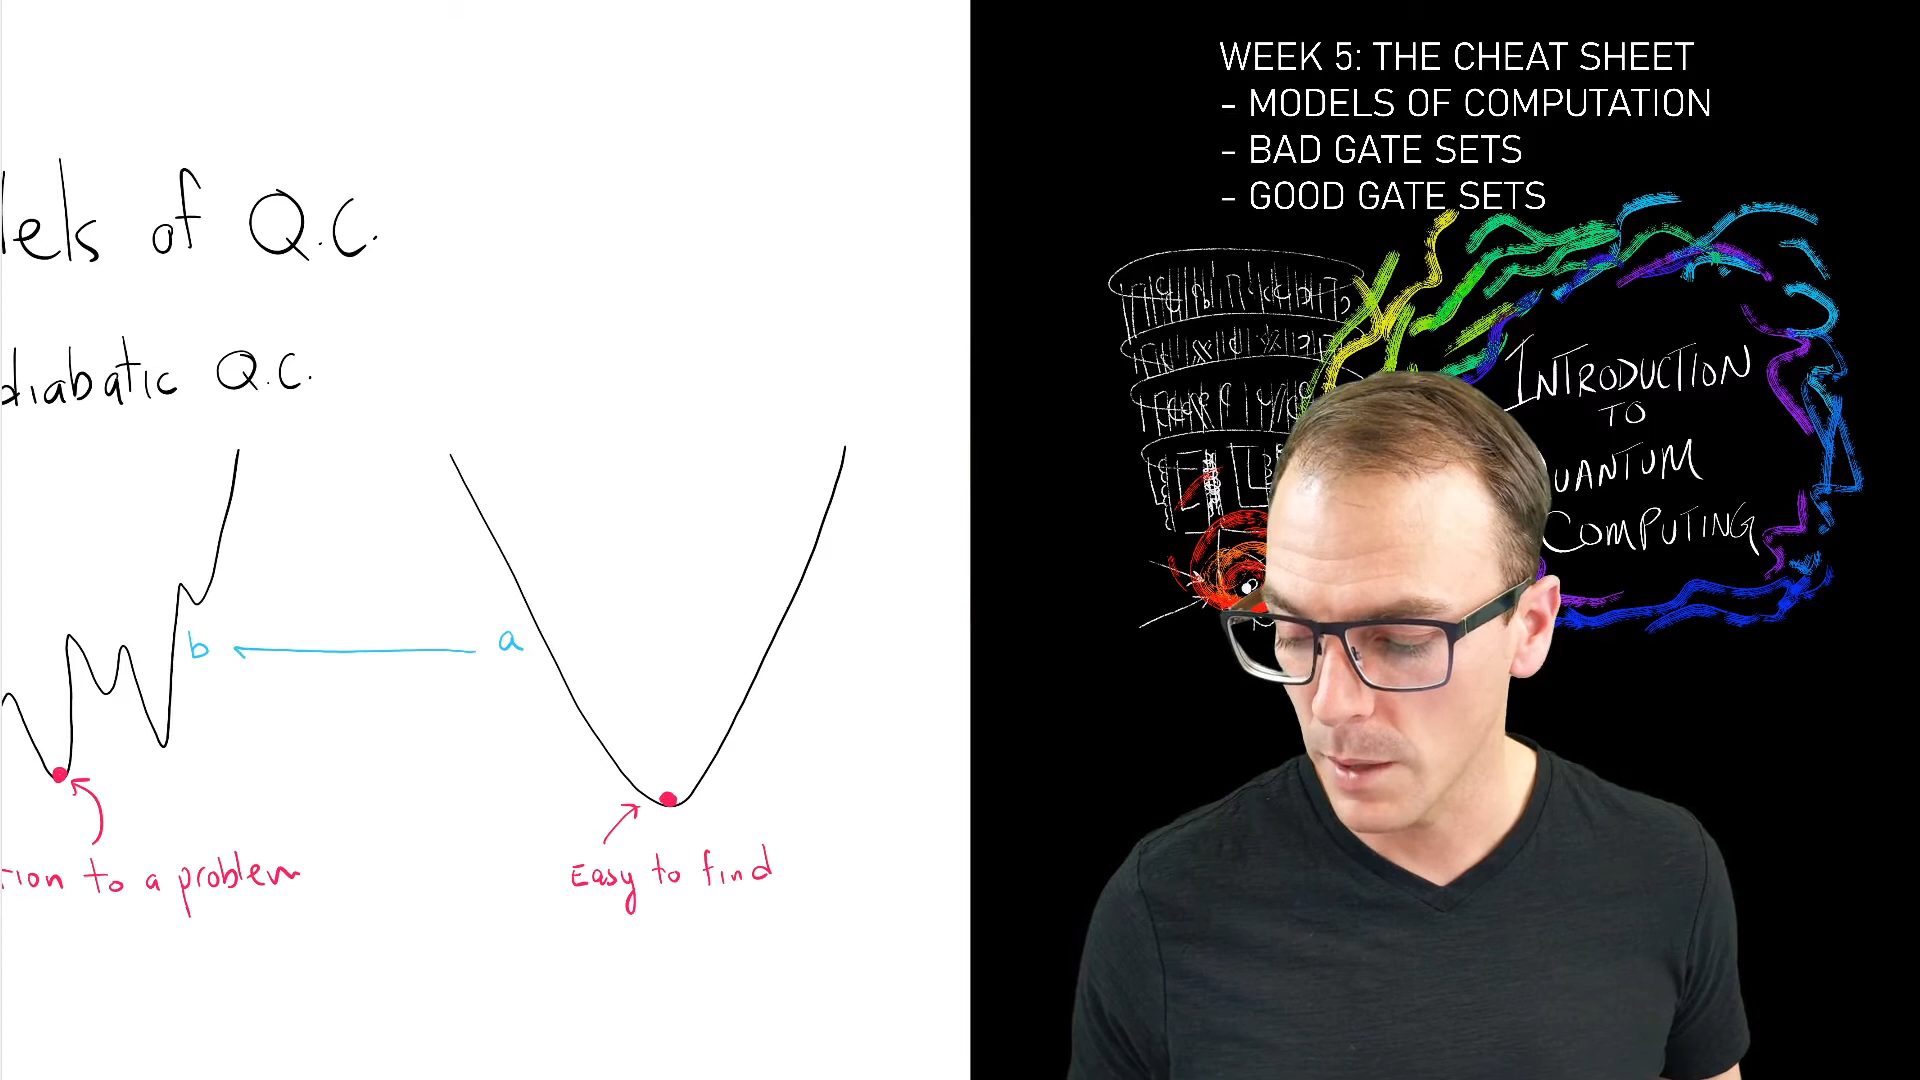 lels of Q.C.
diabatic Q.C.
b
a
tion to a problem
Easy to find
WEEK 5: THE CHEAT SHEET
- MODELS OF COMPUTATION
- BAD GATE SETS
- GOOD GATE SETS
INTRODUCTION
TO
UANTUM
COMPUTING